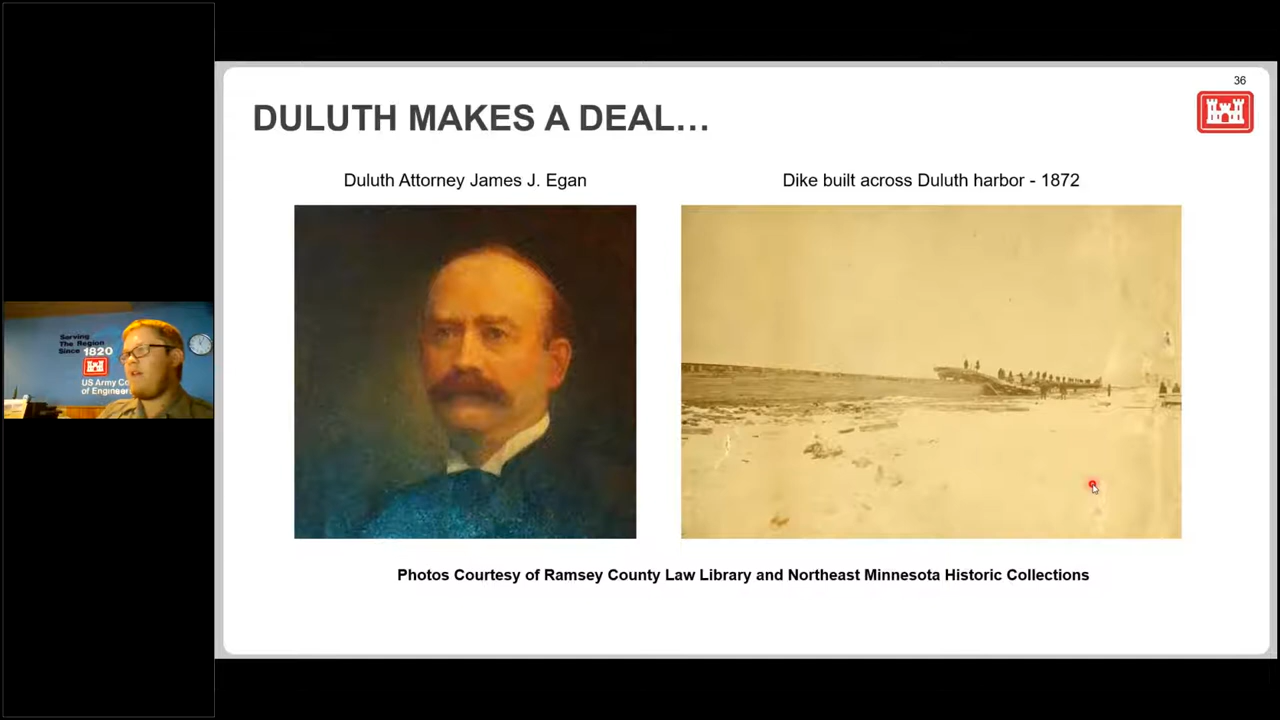 36
DULUTH MAKES A DEAL…
Duluth Attorney James J. Egan
Dike built across Duluth harbor - 1872
Photos Courtesy of Ramsey County Law Library and Northeast Minnesota Historic Collections
Serving
The Region
Since 1820
US Army Co
of Engineer